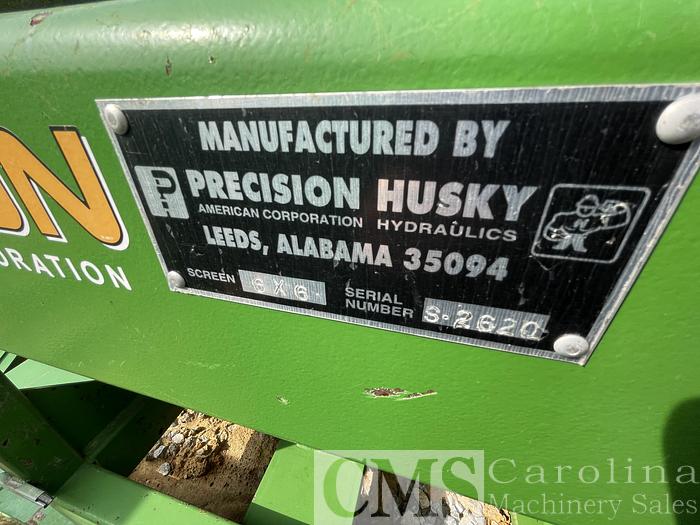 ON
ORATION
MANUFACTURED BY
PRECISION HUSKY
AMERICAN CORPORATION HYDRAULICS
LEEDS, ALABAMA 35094
SCREEN 6X6 SERIAL NUMBER S-2620
CMS Carolina
Machinery Sales